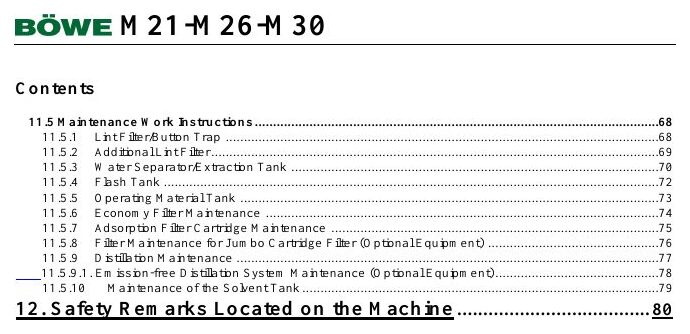 BÖWE M21-M26-M30
Contents
11.5 Maintenance Work Instructions....................68
11.5.1 Lint Filter/Button Trap ....................68
11.5.2 Additional Lint Filter....................69
11.5.3 Water Separator/Extraction Tank ....................70
11.5.4 Flash Tank ....................72
11.5.5 Operating Material Tank ....................73
11.5.6 Economy Filter Maintenance ....................74
11.5.7 Adsorption Filter Cartridge Maintenance ....................75
11.5.8 Filter Maintenance for Jumbo Cartridge Filter (Optional Equipment) ....................76
11.5.9 Distillation Maintenance ....................77
11.5.9.1. Emission-free Distillation System Maintenance (Optional Equipment)....................78
11.5.10 Maintenance of the Solvent Tank ....................79
12. Safety Remarks Located on the Machine ....................80